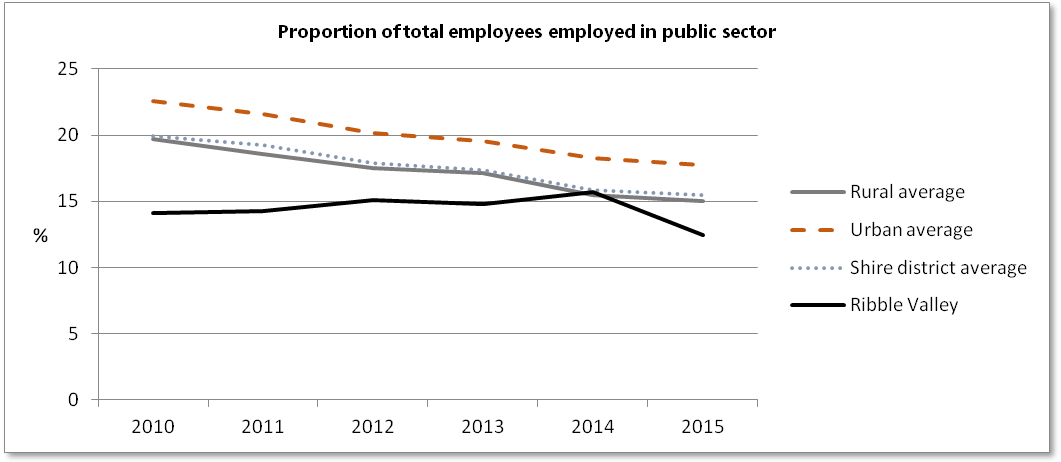 Proportion of total employees employed in public sector
25
20
15
10
5
0
%
2010 2011 2012 2013 2014 2015
Rural average
Urban average
Shire district average
Ribble Valley